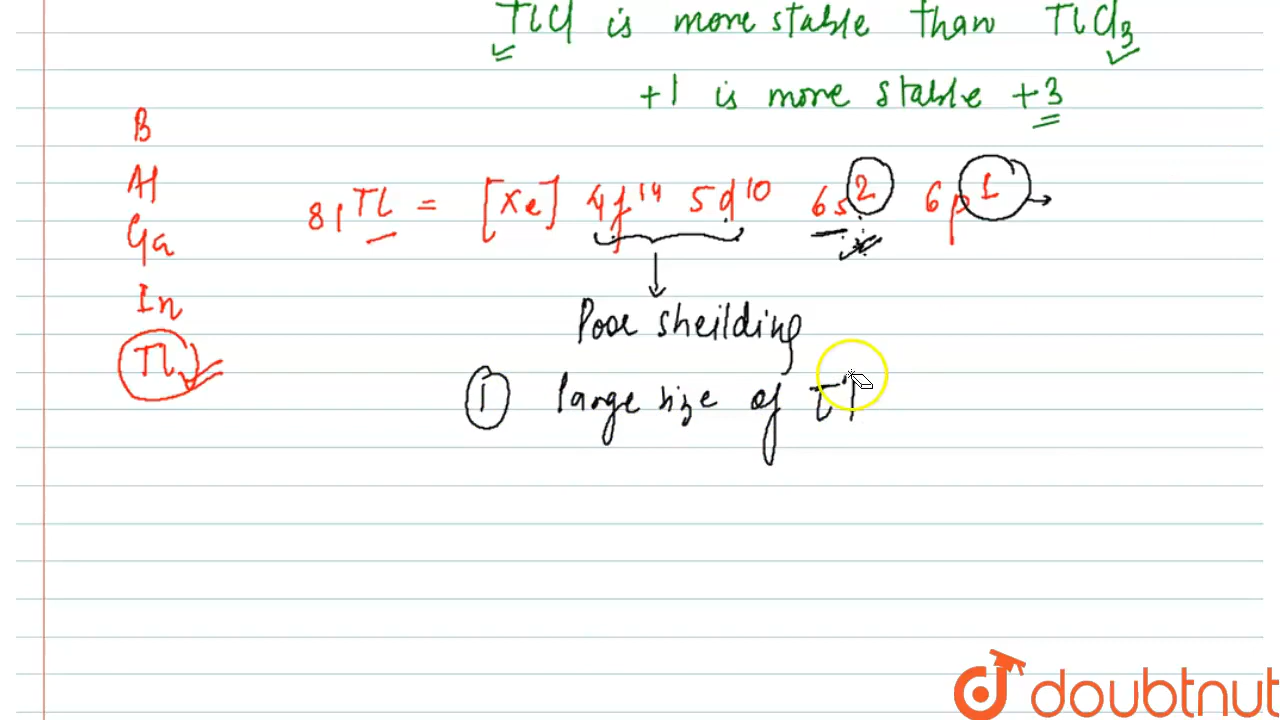 TlCl is more stable than TlCl3
+1 is more stable +3
B
Al
Ga
In
Tl
81Tl = [Xe] 4f14 5d10 6s2 6p1
Poor sheilding
1 large size of Tl
doubtnut